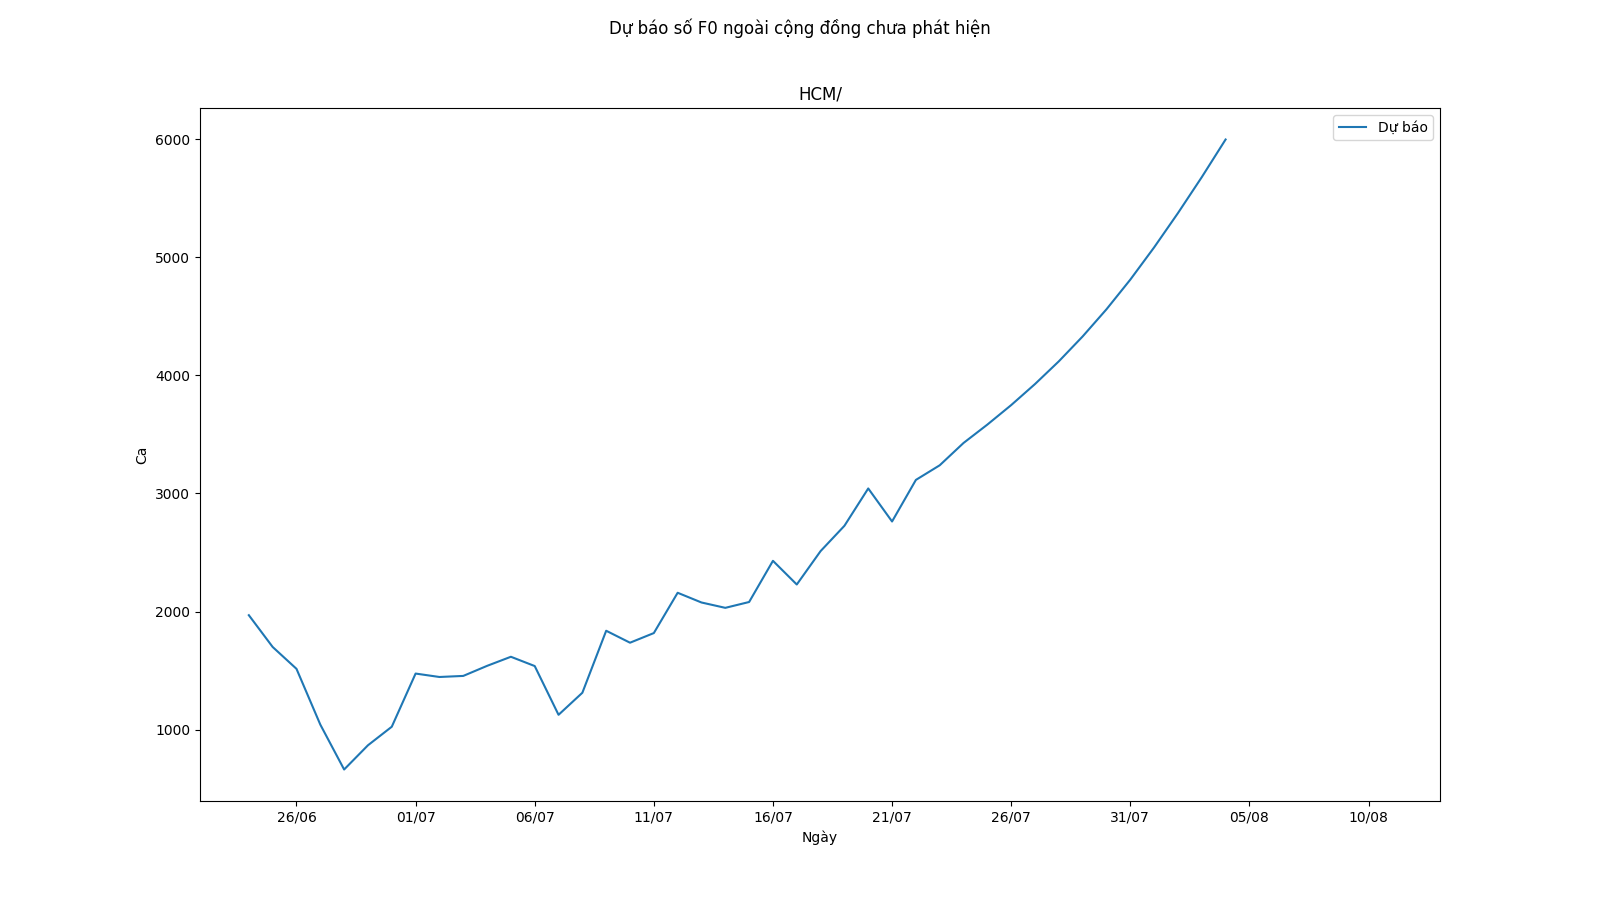 Dự báo số F0 ngoài cộng đồng chưa phát hiện
HCM/
Dự báo
6000
5000
4000
3000
2000
1000
Ca
26/06 01/07 06/07 11/07 16/07 21/07 26/07 31/07 05/08 10/08
Ngày